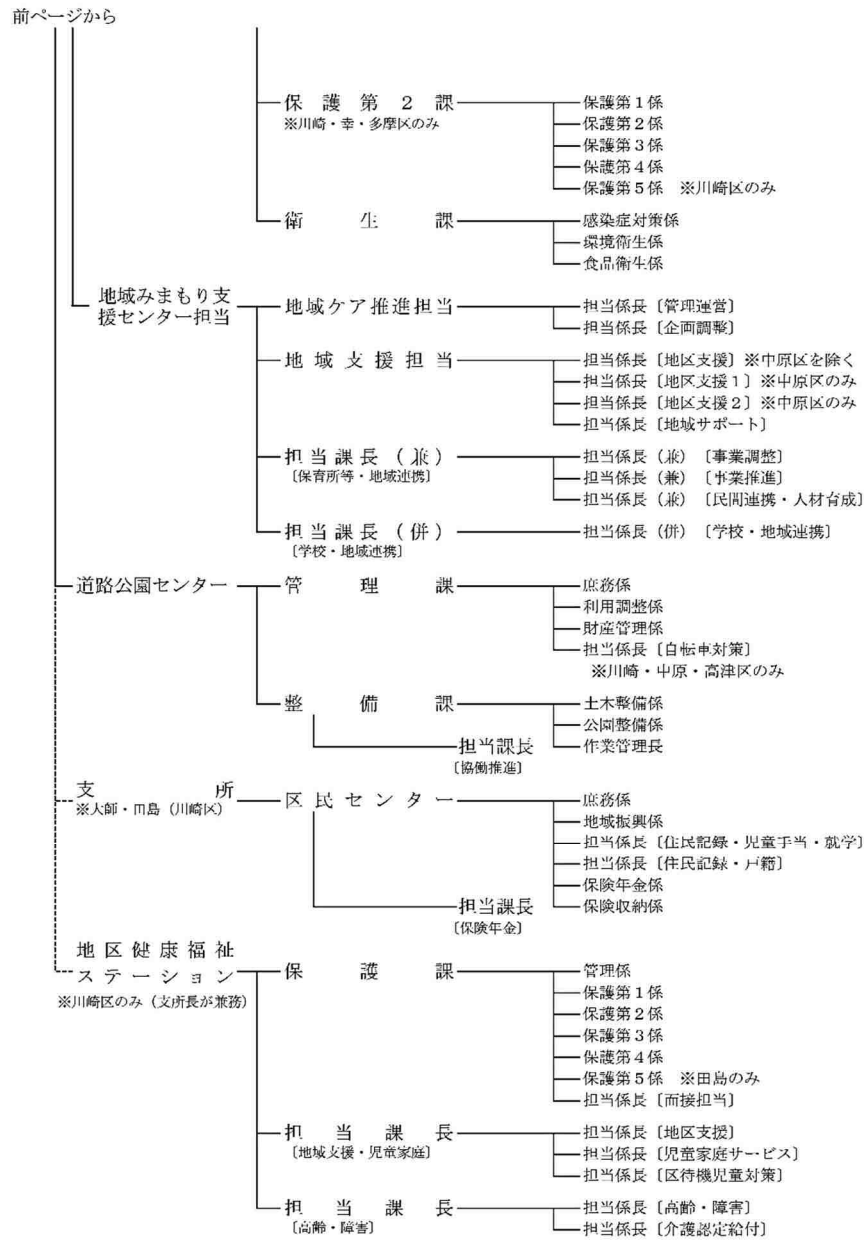 前ページから
保護第2課
※川崎・幸・多摩区のみ
保護第1係
保護第2係
保護第3係
保護第4係
保護第5係 ※川崎区のみ
衛生課
感染症対策係
環境衛生係
食品衛生係
地域みまもり支
援センター担当
地域ケア推進担当
担当係長〔管理運営〕
担当係長〔企画調整〕
地域支援担当
担当係長〔地区支援〕※中原区を除く
担当係長〔地区支援1〕※中原区のみ
担当係長〔地区支援2〕※中原区のみ
担当係長〔地域サポート〕
担当課長(兼)
〔保育所等・地域連携〕
担当係長(兼)〔事業調整〕
担当係長(兼)〔事業推進〕
担当係長(兼)〔民間連携・人材育成〕
担当課長(併)
〔学校・地域連携〕
担当係長(併)〔学校・地域連携〕
道路公園センター
管理課
庶務係
利用調整係
財産管理係
担当係長〔自転車対策〕
※川崎・中原・高津区のみ
整備課
土木整備係
公園整備係
作業管理長
担当課長
〔協働推進〕
支所
※大師・田島(川崎区)
区民センター
庶務係
地域振興係
担当係長〔住民記録・児童手当・就学〕
担当係長〔住民記録・戸籍〕
保険年金係
保険収納係
担当課長
〔保険年金〕
地区健康福祉
ステーション
※川崎区のみ(支所長が兼務)
保護課
管理係
保護第1係
保護第2係
保護第3係
保護第4係
保護第5係 ※田島のみ
担当係長〔面接担当〕
担当課長
〔地域支援・児童家庭〕
担当係長〔地区支援〕
担当係長〔児童家庭サービス〕
担当係長〔区待機児童対策〕
担当課長
〔高齢・障害〕
担当係長〔高齢・障害〕
担当係長〔介護認定給付〕